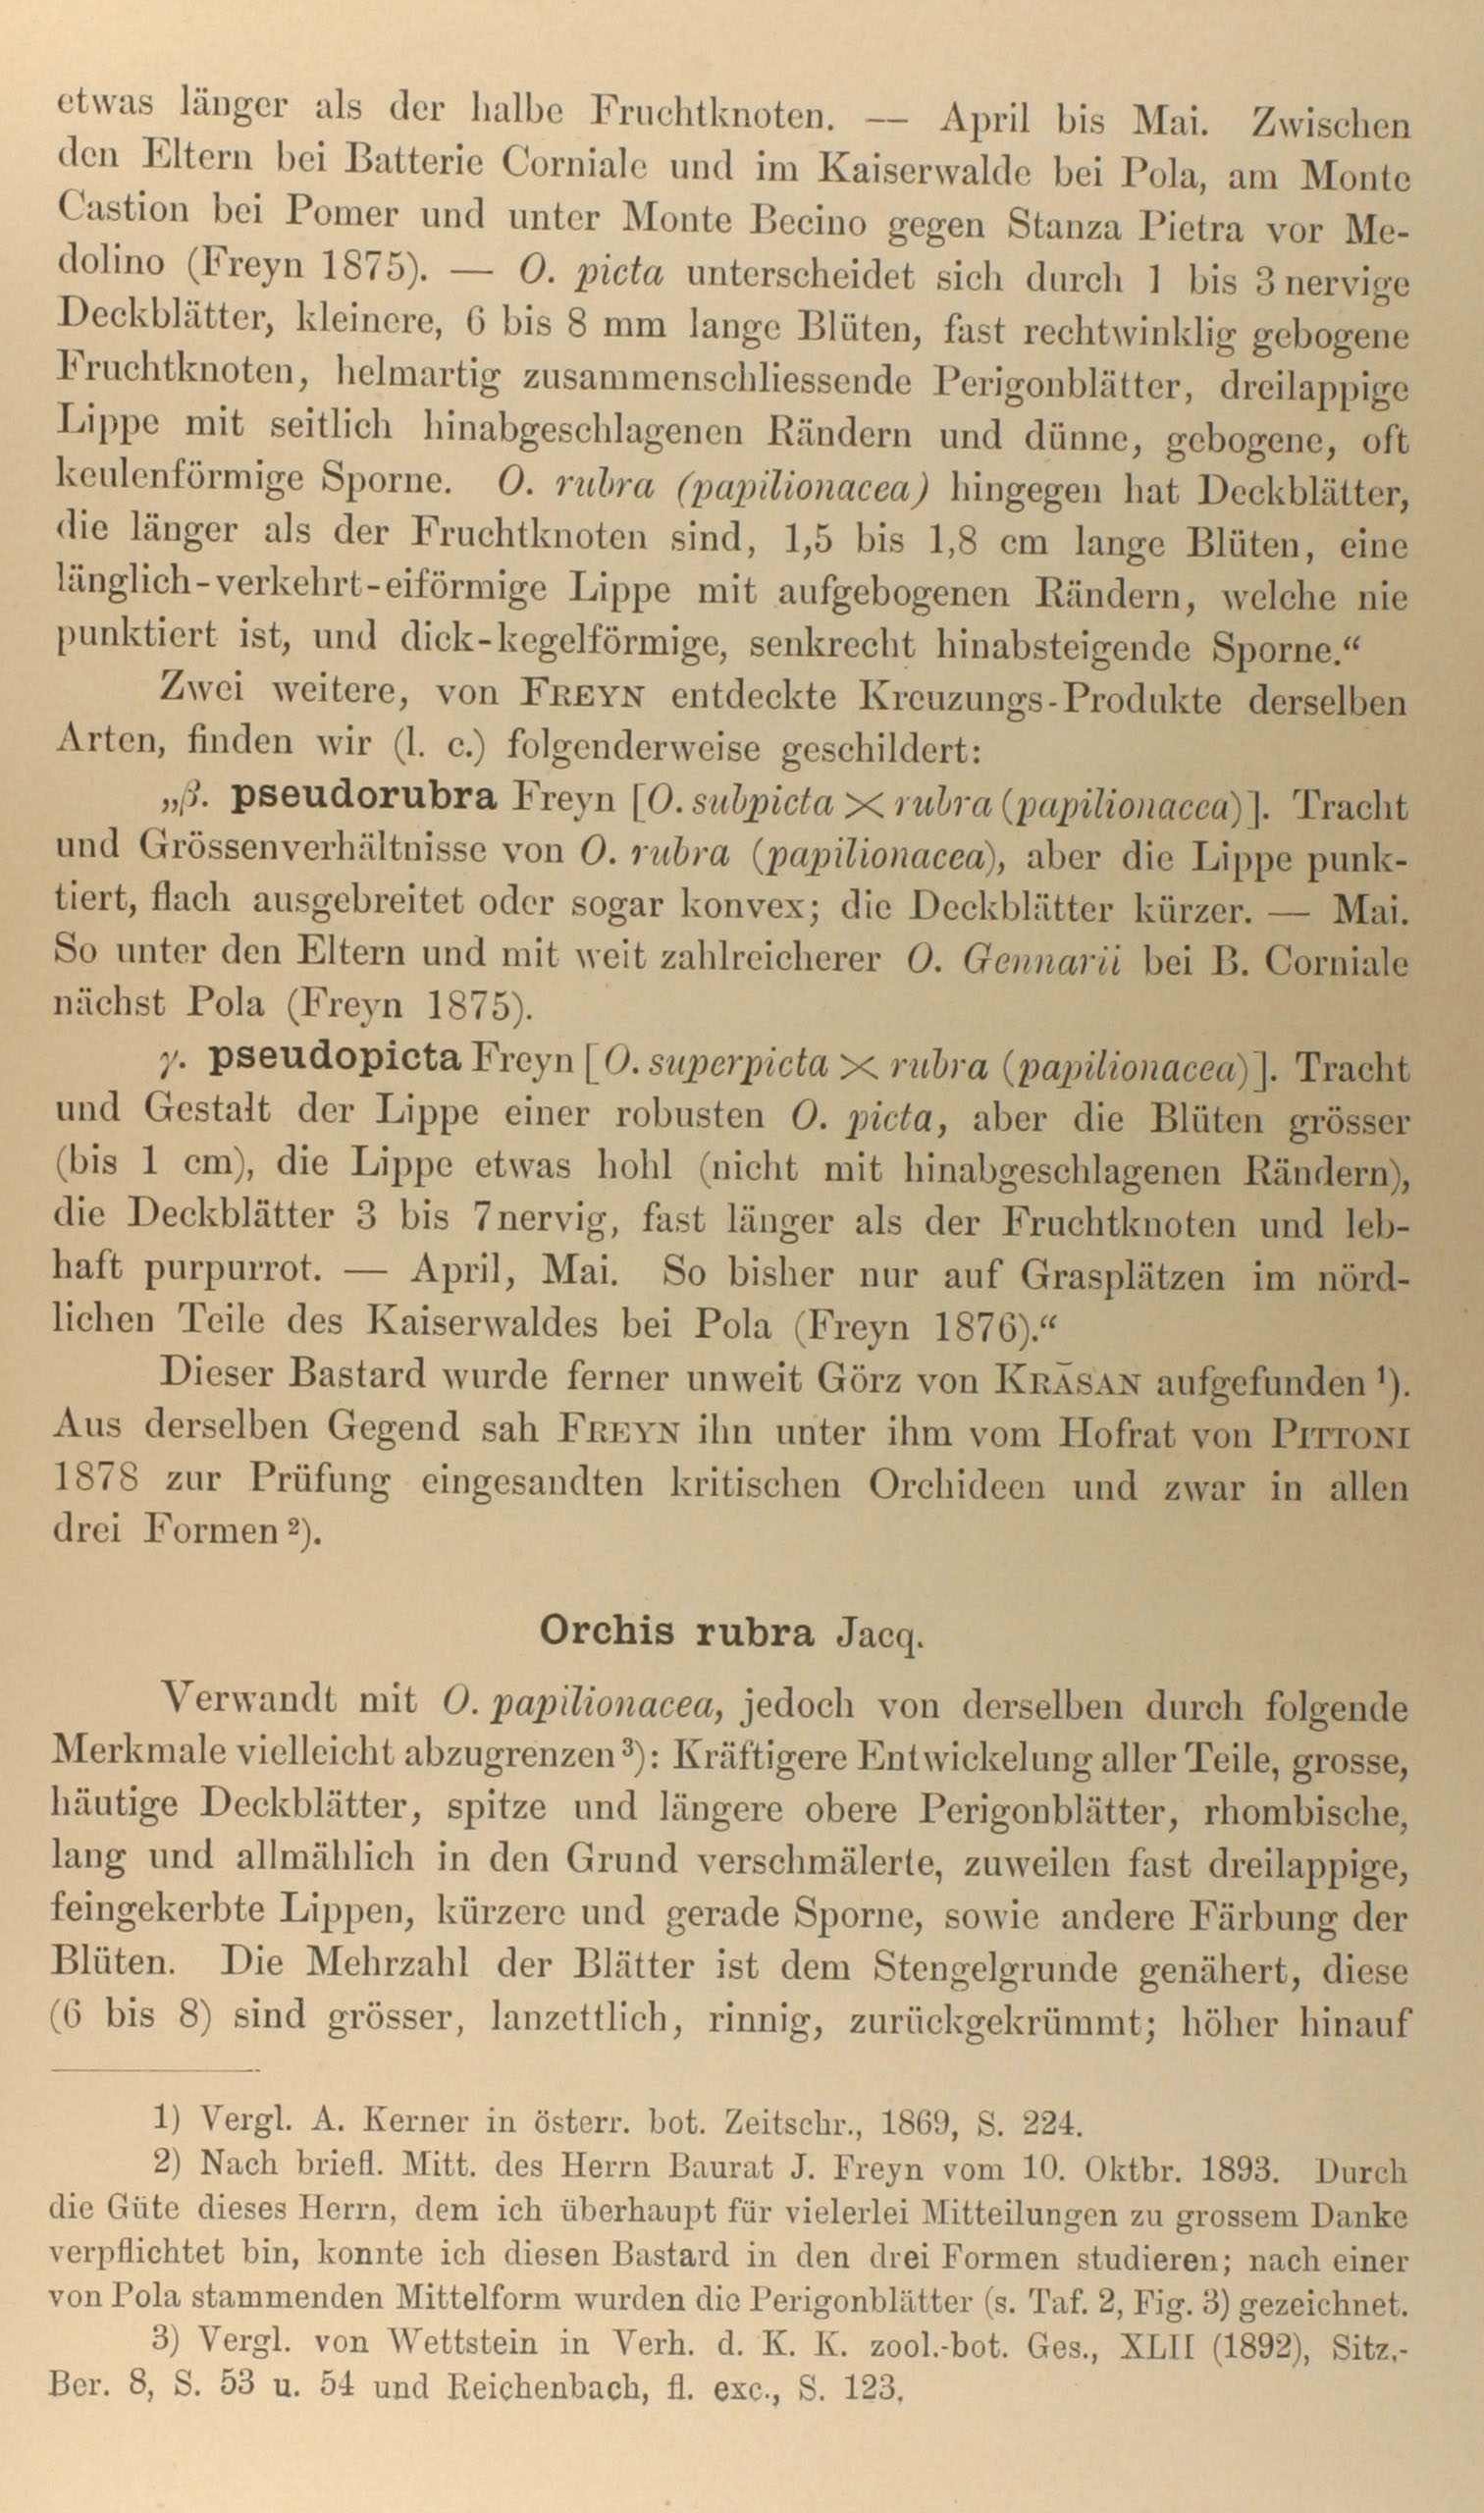 etwas länger als der halbe Fruchtknoten. — April bis Mai. Zwischen
den Eltern bei Batterie Corniale und im Kaiserwalde bei Pola, am Monte
Castion bei Pomer und unter Monte Becino gegen Stanza Pietra vor Me-
dolino (Freyn 1875). — O. picta unterscheidet sich durch 1 bis 3 nervige
Deckblätter, kleinere, 6 bis 8 mm lange Blüten, fast rechtwinklig gebogene
Fruchtknoten, helmartig zusammenschliessende Perigonblätter, dreilappige
Lippe mit seitlich hinabgeschlagenen Rändern und dünne, gebogene, oft
keulenförmige Sporne. O. rubra (papilionacea) hingegen hat Deckblätter,
die länger als der Fruchtknoten sind, 1,5 bis 1,8 cm lange Blüten, eine
länglich-verkehrt-eiförmige Lippe mit aufgebogenen Rändern, welche nie
punktiert ist, und dick-kegelförmige, senkrecht hinabsteigende Sporne.“
Zwei weitere, von FREYN entdeckte Kreuzungs-Produkte derselben
Arten, finden wir (l. c.) folgenderweise geschildert:
„β. pseudorubra Freyn [O. subpicta × rubra (papilionacea)]. Tracht
und Grössenverhältnisse von O. rubra (papilionacea), aber die Lippe punk-
tiert, flach ausgebreitet oder sogar konvex; die Deckblätter kürzer. — Mai.
So unter den Eltern und mit weit zahlreicherer O. Gennarii bei B. Corniale
nächst Pola (Freyn 1875).
γ. pseudopicta Freyn [O. superpicta × rubra (papilionacea)]. Tracht
und Gestalt der Lippe einer robusten O. picta, aber die Blüten grösser
(bis 1 cm), die Lippe etwas hohl (nicht mit hinabgeschlagenen Rändern),
die Deckblätter 3 bis 7nervig, fast länger als der Fruchtknoten und leb-
haft purpurrot. — April, Mai. So bisher nur auf Grasplätzen im nörd-
lichen Teile des Kaiserwaldes bei Pola (Freyn 1876).“
Dieser Bastard wurde ferner unweit Görz von KRĀSAN aufgefunden ¹).
Aus derselben Gegend sah FREYN ihn unter ihm vom Hofrat von PITTONI
1878 zur Prüfung eingesandten kritischen Orchideen und zwar in allen
drei Formen ²).
Orchis rubra Jacq.
Verwandt mit O. papilionacea, jedoch von derselben durch folgende
Merkmale vielleicht abzugrenzen ³): Kräftigere Entwickelung aller Teile, grosse,
häutige Deckblätter, spitze und längere obere Perigonblätter, rhombische,
lang und allmählich in den Grund verschmälerte, zuweilen fast dreilappige,
feingekerbte Lippen, kürzere und gerade Sporne, sowie andere Färbung der
Blüten. Die Mehrzahl der Blätter ist dem Stengelgrunde genähert, diese
(6 bis 8) sind grösser, lanzettlich, rinnig, zurückgekrümmt; höher hinauf
1) Vergl. A. Kerner in österr. bot. Zeitschr., 1869, S. 224.
2) Nach briefl. Mitt. des Herrn Baurat J. Freyn vom 10. Oktbr. 1893. Durch
die Güte dieses Herrn, dem ich überhaupt für vielerlei Mitteilungen zu grossem Danke
verpflichtet bin, konnte ich diesen Bastard in den drei Formen studieren; nach einer
von Pola stammenden Mittelform wurden die Perigonblätter (s. Taf. 2, Fig. 3) gezeichnet.
3) Vergl. von Wettstein in Verh. d. K. K. zool.-bot. Ges., XLII (1892), Sitz.-
Ber. 8, S. 53 u. 54 und Reichenbach, fl. exc., S. 123.